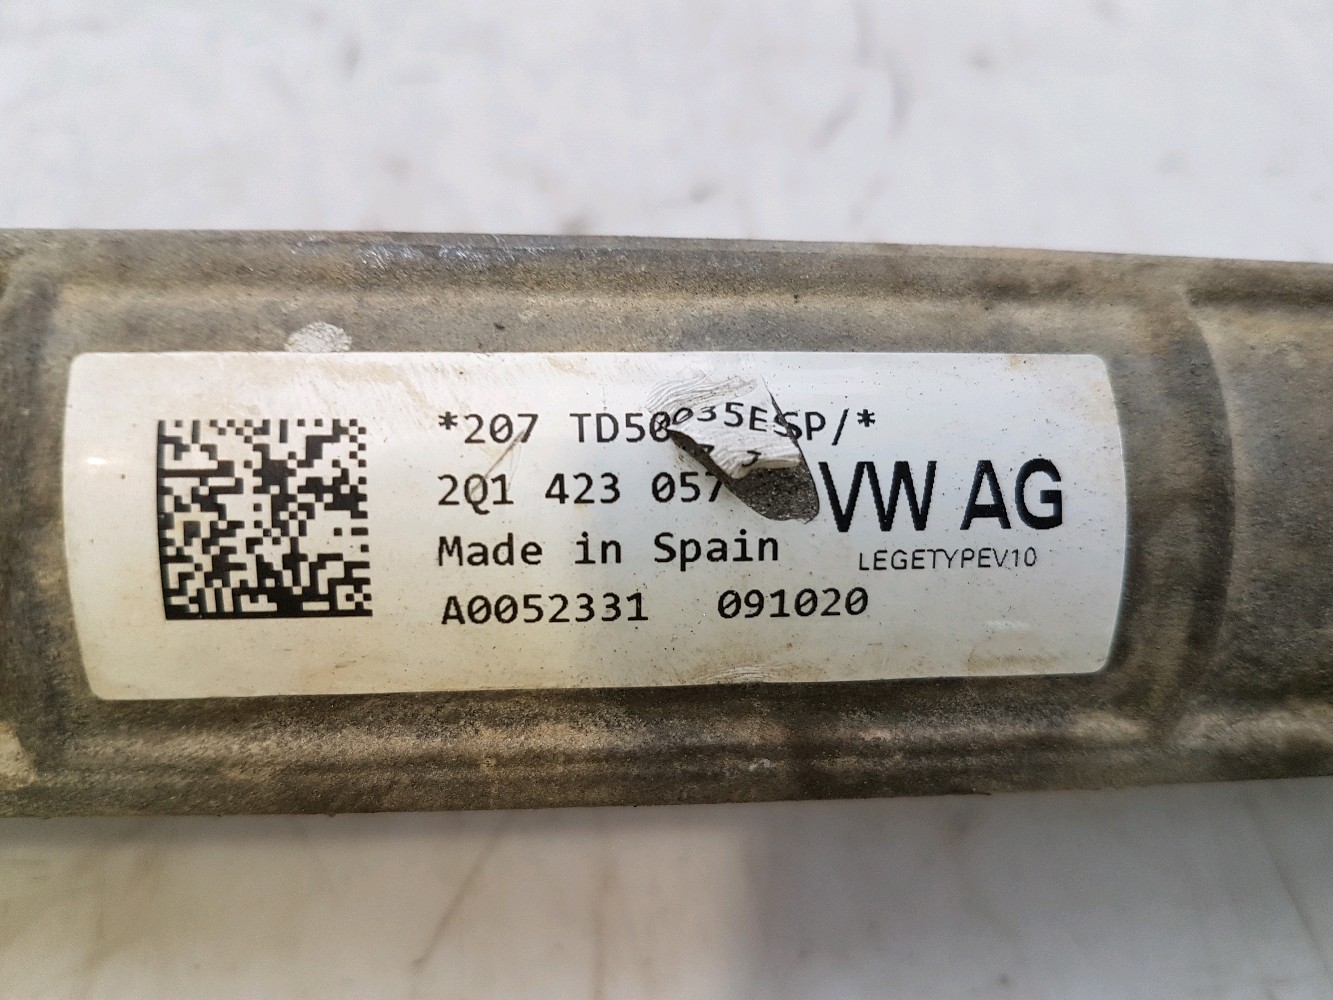 *207 TD50035ESP/*
2Q1 423 057
VW AG
Made in Spain
LEGETYPEV10
A0052331 091020